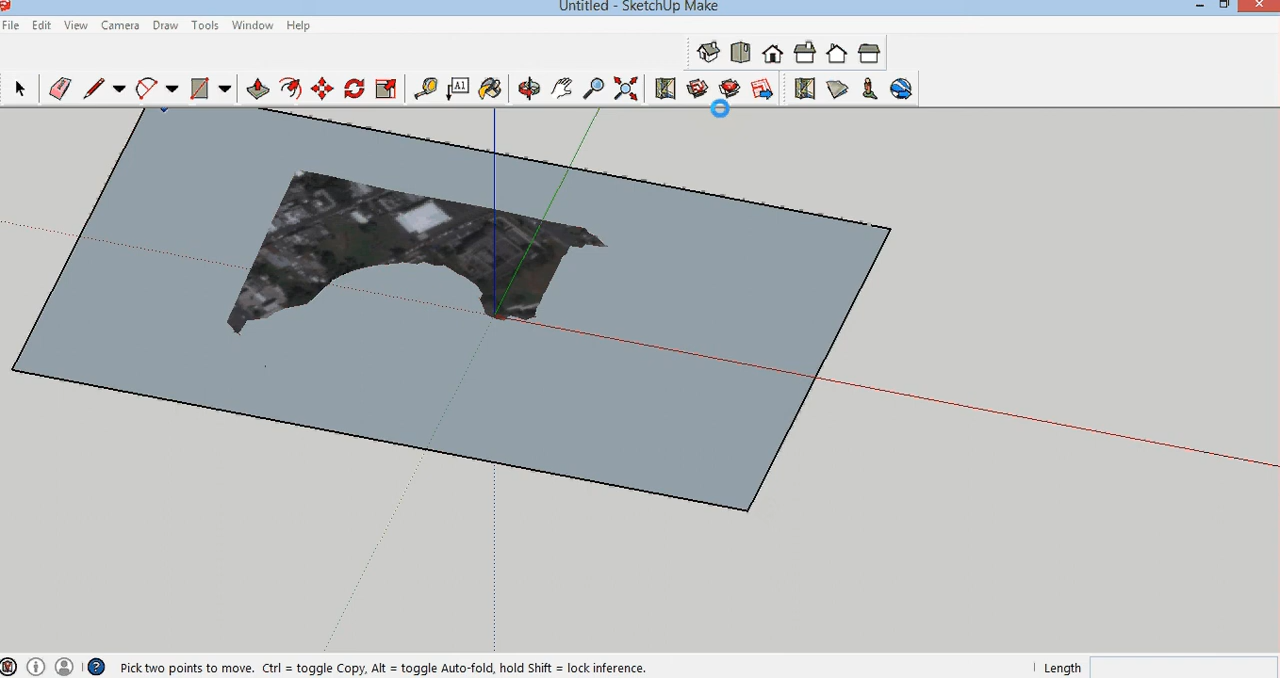 Untitled - SketchUp Make
File Edit View Camera Draw Tools Window Help
A1
Pick two points to move. Ctrl = toggle Copy, Alt = toggle Auto-fold, hold Shift = lock inference.
Length